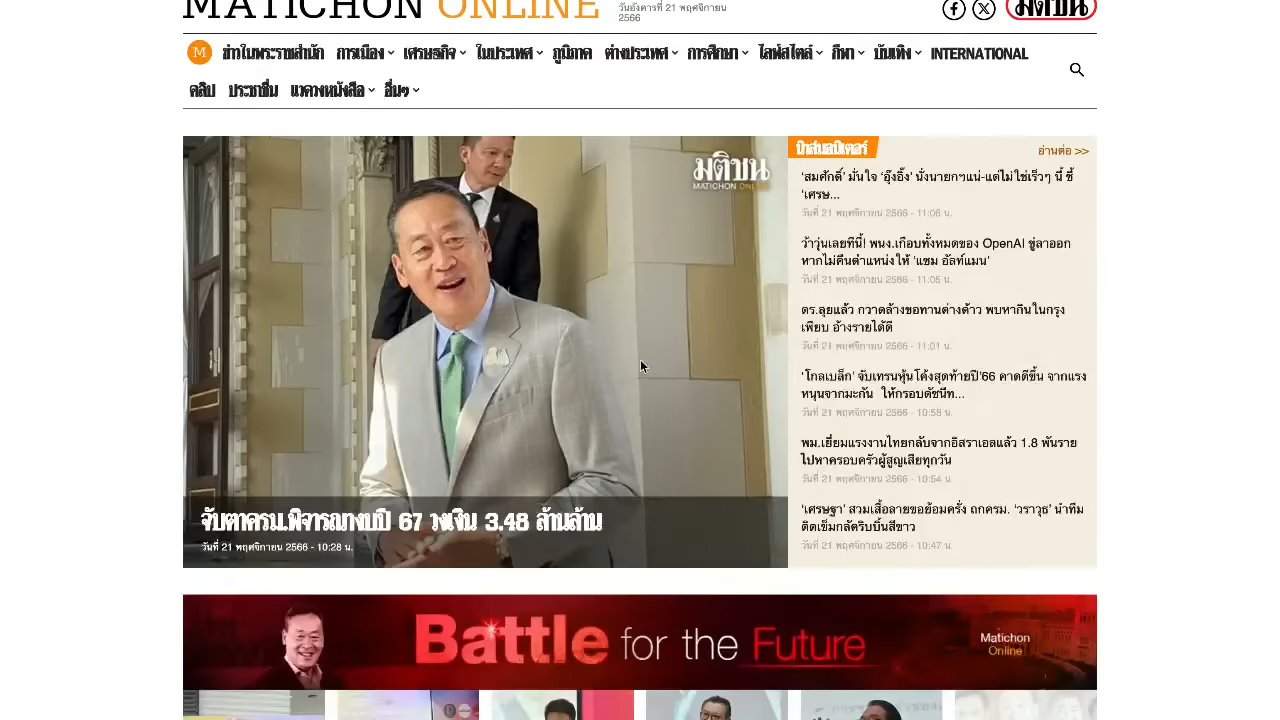 MATICHON ONLINE
วันอังคารที่ 21 พฤศจิกายน
2566
มติชน
M ข่าวในพระราชสำนัก การเมือง เศรษฐกิจ ในประเทศ ภูมิภาค ต่างประเทศ การศึกษา ไลฟ์สไตล์ กีฬา บันเทิง INTERNATIONAL
คลิป ประชาชื่น แวดวงหนังสือ อื่นๆ
มติชน
MATICHON ONLINE
จับตาครม.พิจารณางบปี 67 วงเงิน 3.48 ล้านล้าน
วันที่ 21 พฤศจิกายน 2566 - 10:28 น.
นิวส์มอนิเตอร์
อ่านต่อ >>
‘สมศักดิ์’ มั่นใจ ‘อุ๊งอิ๊ง’ นั่งนายกฯแน่-แต่ไม่ใช่เร็วๆ นี้ ชี้
‘เศรษ...
วันที่ 21 พฤศจิกายน 2566 - 11:06 น.
ว้าวุ่นเลยทีนี้! พนง.เกือบทั้งหมดของ OpenAI ขู่ลาออก
หากไม่คืนตำแหน่งให้ ‘แซม อัลท์แมน’
วันที่ 21 พฤศจิกายน 2566 - 11:05 น.
ตร.ลุยแล้ว กวาดล้างขอทานต่างด้าว พบหากินในกรุง
เพียบ อ้างรายได้ดี
วันที่ 21 พฤศจิกายน 2566 - 11:01 น.
‘โกลเบล็ก’ จับเทรนหุ้นโค้งสุดท้ายปี’66 คาดดีขึ้น จากแรง
หนุนจากมะกัน ให้กรอบดัชนีท...
วันที่ 21 พฤศจิกายน 2566 - 10:58 น.
พม.เยี่ยมแรงงานไทยกลับจากอิสราเอลแล้ว 1.8 พันราย
ไปหาครอบครัวผู้สูญเสียทุกวัน
วันที่ 21 พฤศจิกายน 2566 - 10:54 น.
‘เศรษฐา’ สวมเสื้อลายขอย้อมครั่ง ถกครม. ‘วราวุธ’ นำทีม
ติดเข็มกลัดริบบิ้นสีขาว
วันที่ 21 พฤศจิกายน 2566 - 10:47 น.
Battle for the Future
Matichon
Online